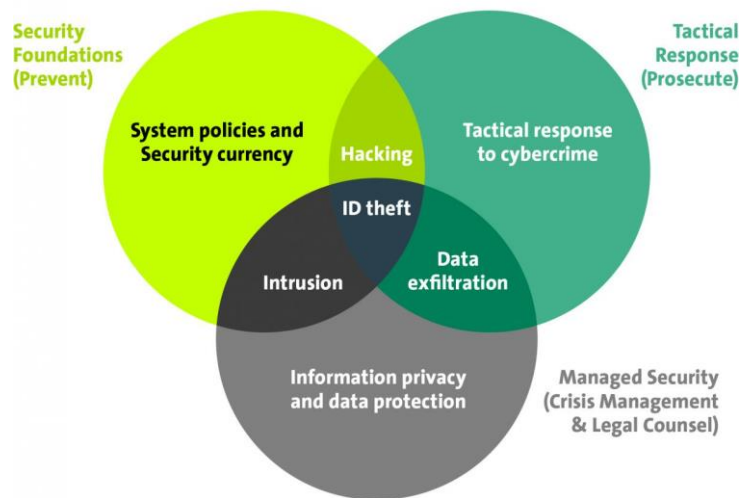 Security
Foundations
(Prevent)
Tactical
Response
(Prosecute)
System policies and
Security currency
Hacking
Tactical response
to cybercrime
ID theft
Intrusion
Data
exfiltration
Information privacy
and data protection
Managed Security
(Crisis Management
& Legal Counsel)